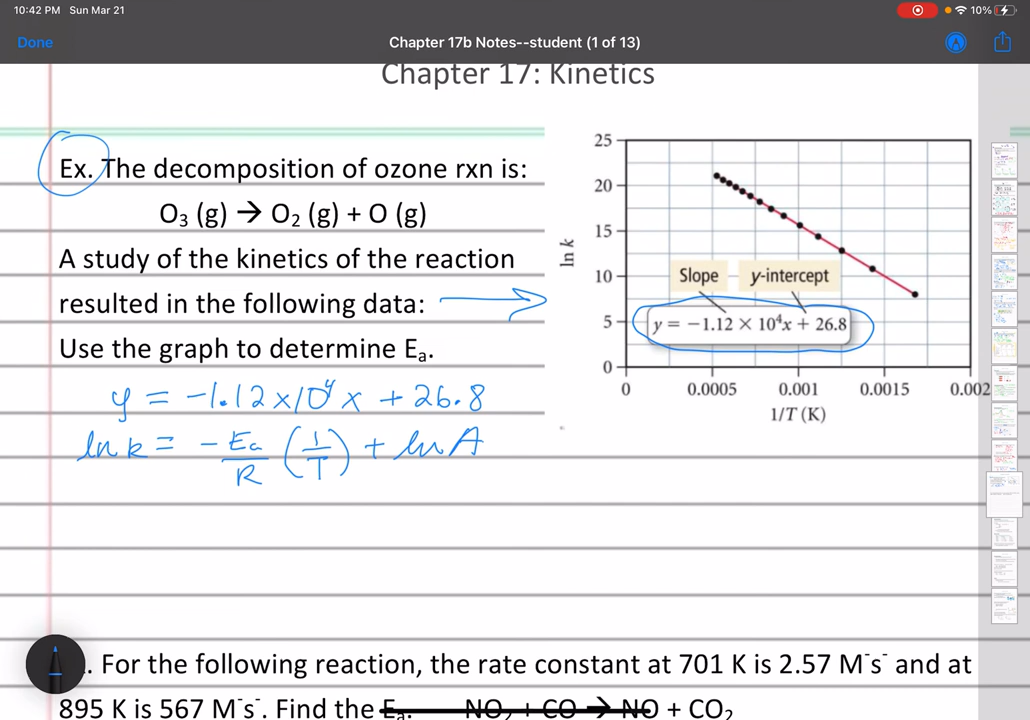 10:42 PM Sun Mar 21
10%
Done
Chapter 17b Notes--student (1 of 13)
Chapter 17: Kinetics
Ex. The decomposition of ozone rxn is:
O₃ (g) → O₂ (g) + O (g)
A study of the kinetics of the reaction
resulted in the following data:
Use the graph to determine Eₐ.
y = -1.12 x10⁴ x + 26.8
ln k = - Ea/R (1/T) + ln A
25
20
15
10
5
0
ln k
Slope y-intercept
y = −1.12 × 10⁴x + 26.8
0 0.0005 0.001 0.0015 0.002
1/T (K)
. For the following reaction, the rate constant at 701 K is 2.57 M⁻s⁻ and at
895 K is 567 M⁻s⁻. Find the Eₐ. NO₂ + CO → NO + CO₂